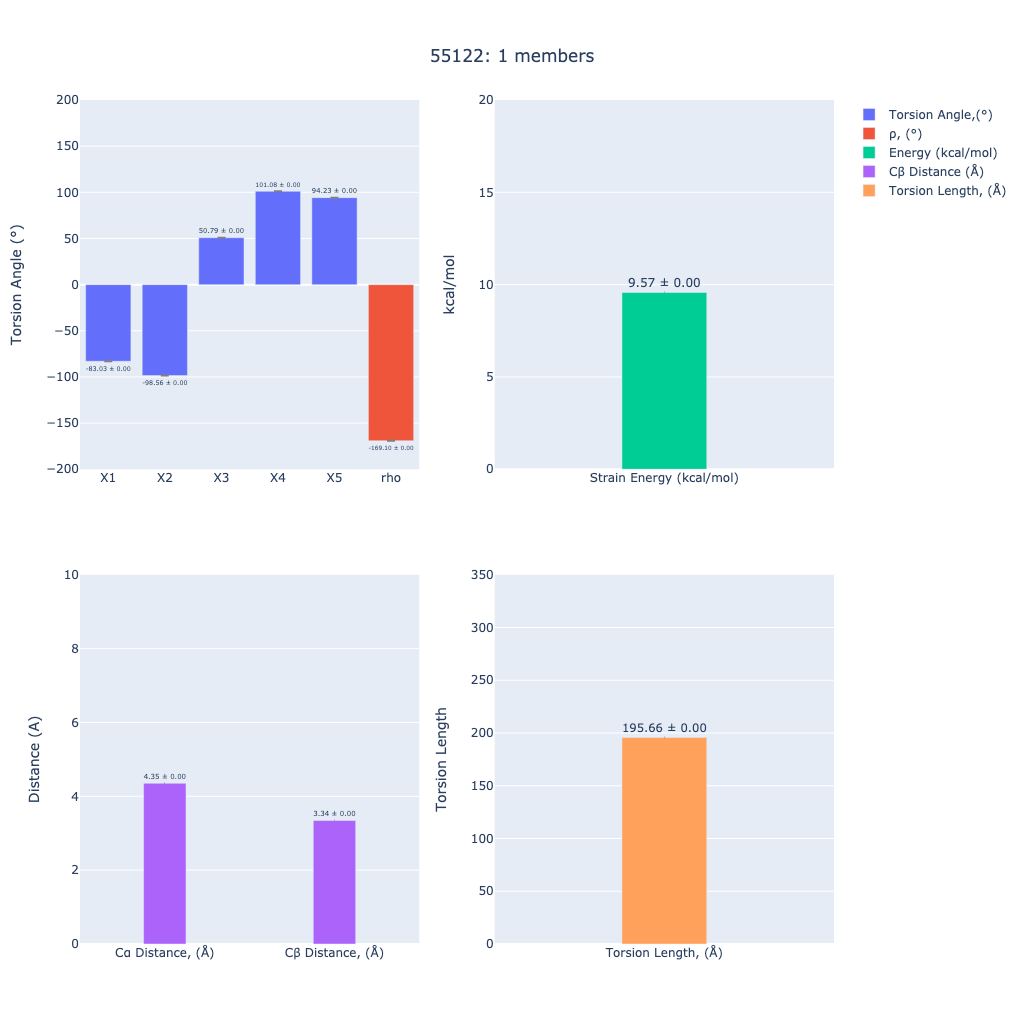 55122: 1 members
Torsion Angle (°)
200
150
100
50
0
−50
−100
−150
−200
-83.03 ± 0.00
-98.56 ± 0.00
50.79 ± 0.00
101.08 ± 0.00
94.23 ± 0.00
-169.10 ± 0.00
X1 X2 X3 X4 X5 rho
kcal/mol
20
15
10
5
0
9.57 ± 0.00
Strain Energy (kcal/mol)
Torsion Angle,(°)
ρ, (°)
Energy (kcal/mol)
Cβ Distance (Å)
Torsion Length, (Å)
Distance (A)
10
8
6
4
2
0
4.35 ± 0.00
3.34 ± 0.00
Cα Distance, (Å) Cβ Distance, (Å)
Torsion Length
350
300
250
200
150
100
50
0
195.66 ± 0.00
Torsion Length, (Å)